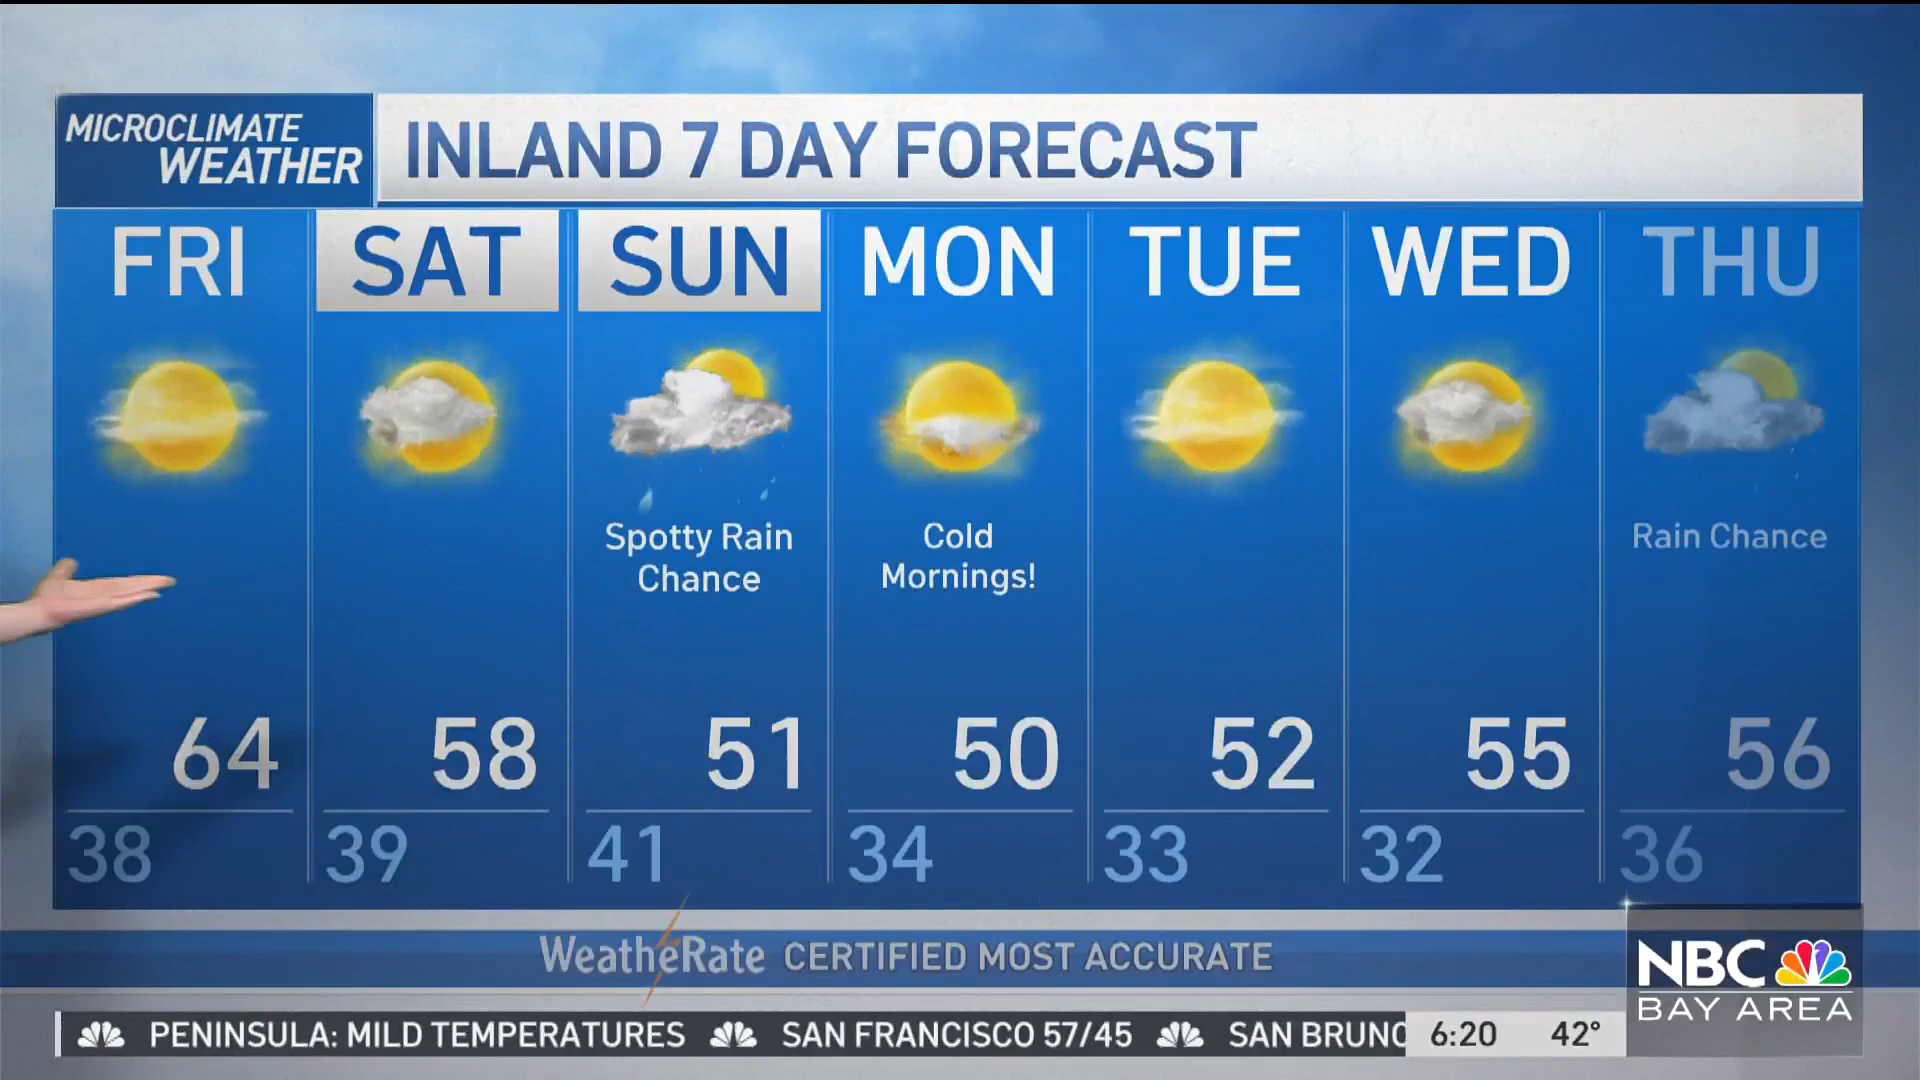 MICROCLIMATE
WEATHER
INLAND 7 DAY FORECAST
FRI SAT SUN MON TUE WED THU
Spotty Rain
Chance
Cold
Mornings!
Rain Chance
64 58 51 50 52 55 56
38 39 41 34 33 32 36
WeatheRate CERTIFIED MOST ACCURATE
NBC
BAY AREA
PENINSULA: MILD TEMPERATURES SAN FRANCISCO 57/45 SAN BRUNO 6:20 42°